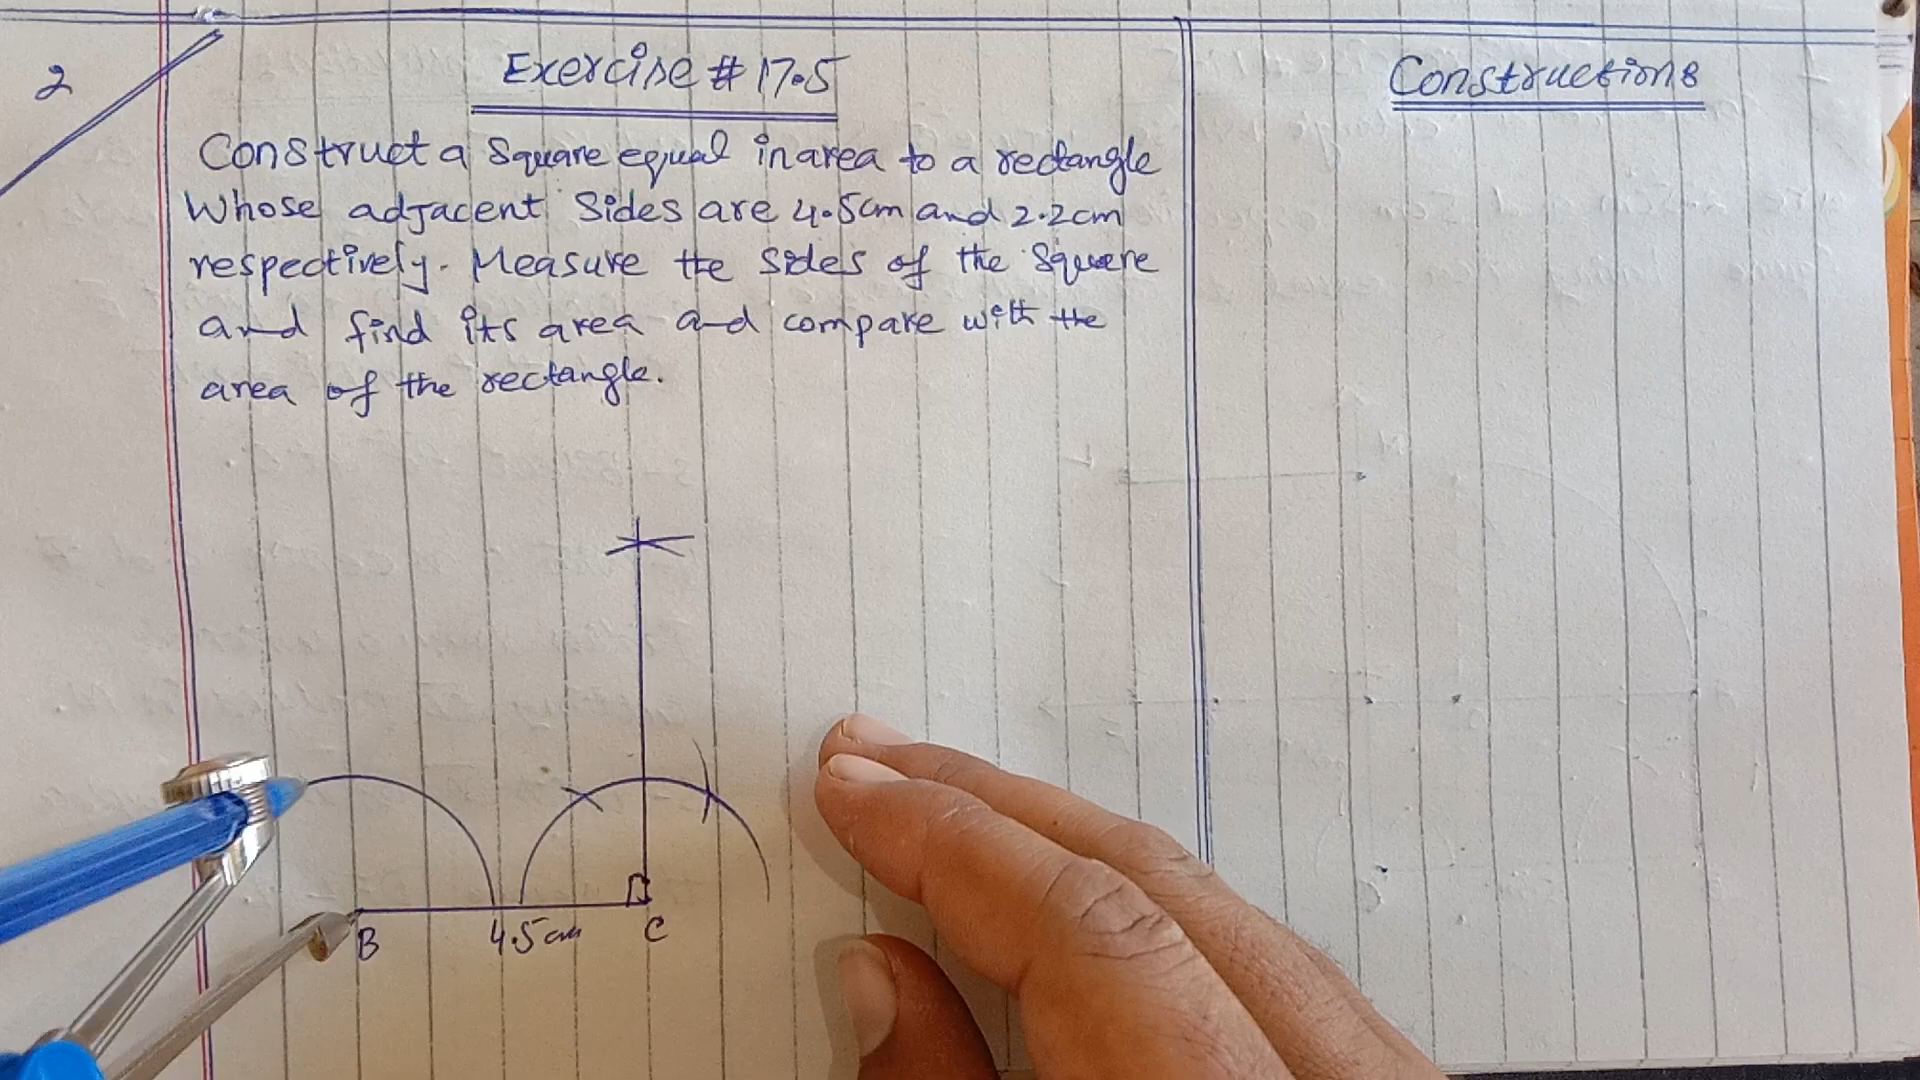 2
Exercise # 17.5
Constructions
Construct a square equal in area to a rectangle
Whose adjacent Sides are 4.5cm and 2.2cm
respectively. Measure the sides of the square
and find its area and compare with the
area of the rectangle.
B 4.5cm C